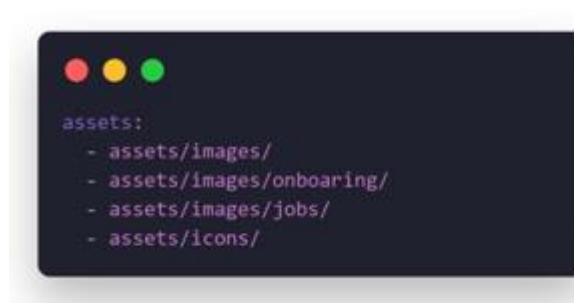 assets:
- assets/images/
- assets/images/onboaring/
- assets/images/jobs/
- assets/icons/